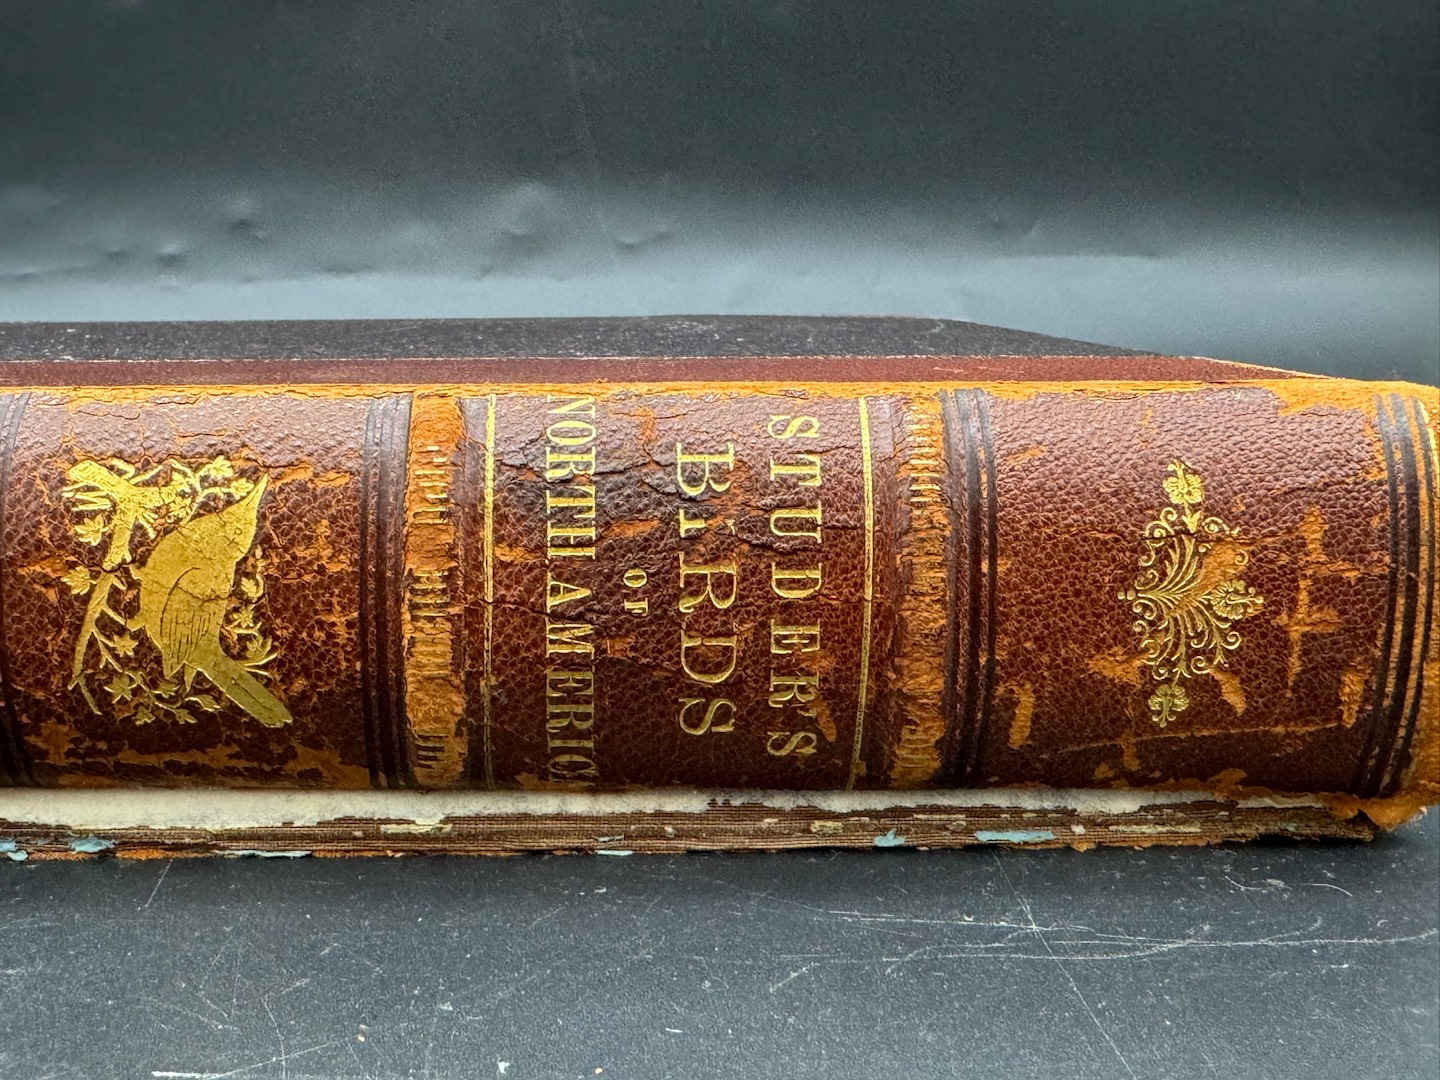 STUDER'S
BIRDS
OF
NORTH AMERICA